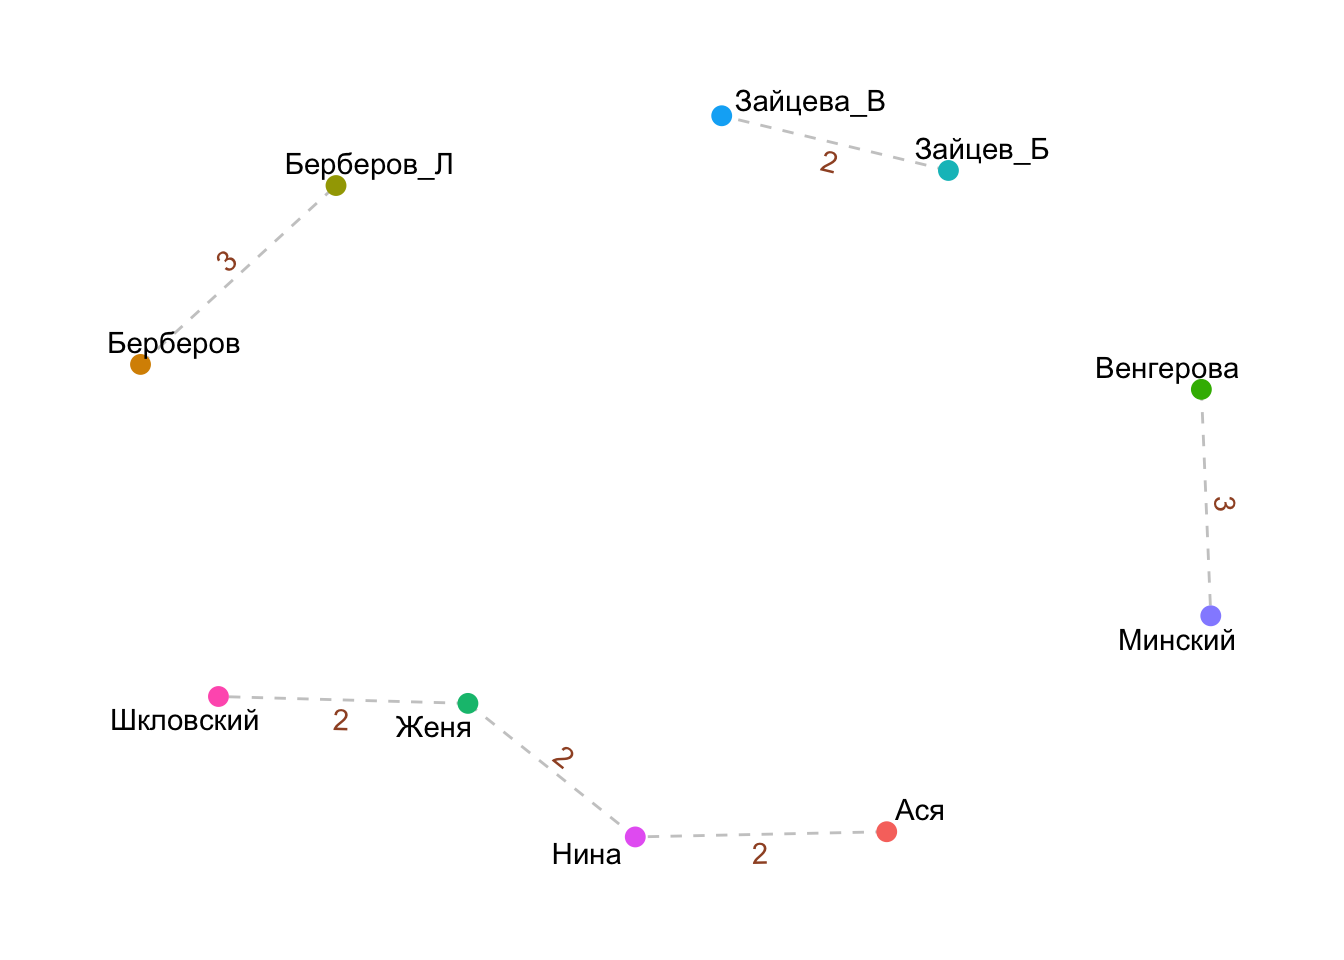 Зайцева_В
Зайцев_Б
2
Берберов_Л
3
Берберов
Венгерова
3
Минский
Шкловский
2
Женя
2
Ася
Нина
2